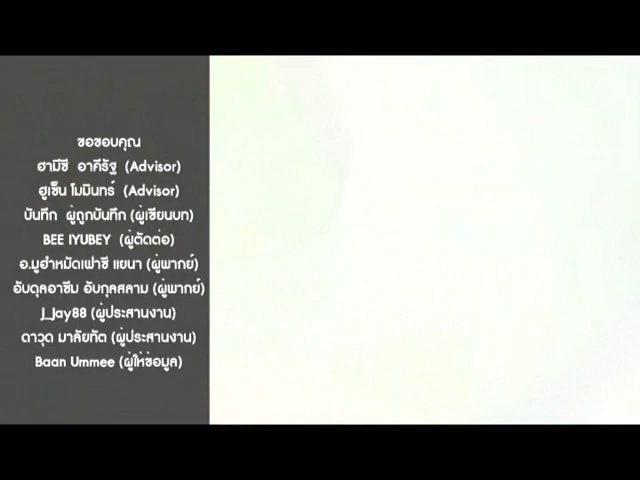 ขอขอบคุณ
ฮามีซี อาคีรัฐ (Advisor)
ฮูเซ็น โมมินทร์ (Advisor)
บันทึก ผู้ถูกบันทึก (ผู้เขียนบท)
BEE IYUBEY (ผู้ตัดต่อ)
อ.มูฮำหมัดเฟาซี แยนา (ผู้พากย์)
อับดุลอาซีม อับกุลสลาม (ผู้พากย์)
J_Jay88 (ผู้ประสานงาน)
ดาวุด มาลัยทัต (ผู้ประสานงาน)
Baan Ummee (ผู้ให้ข้อมูล)